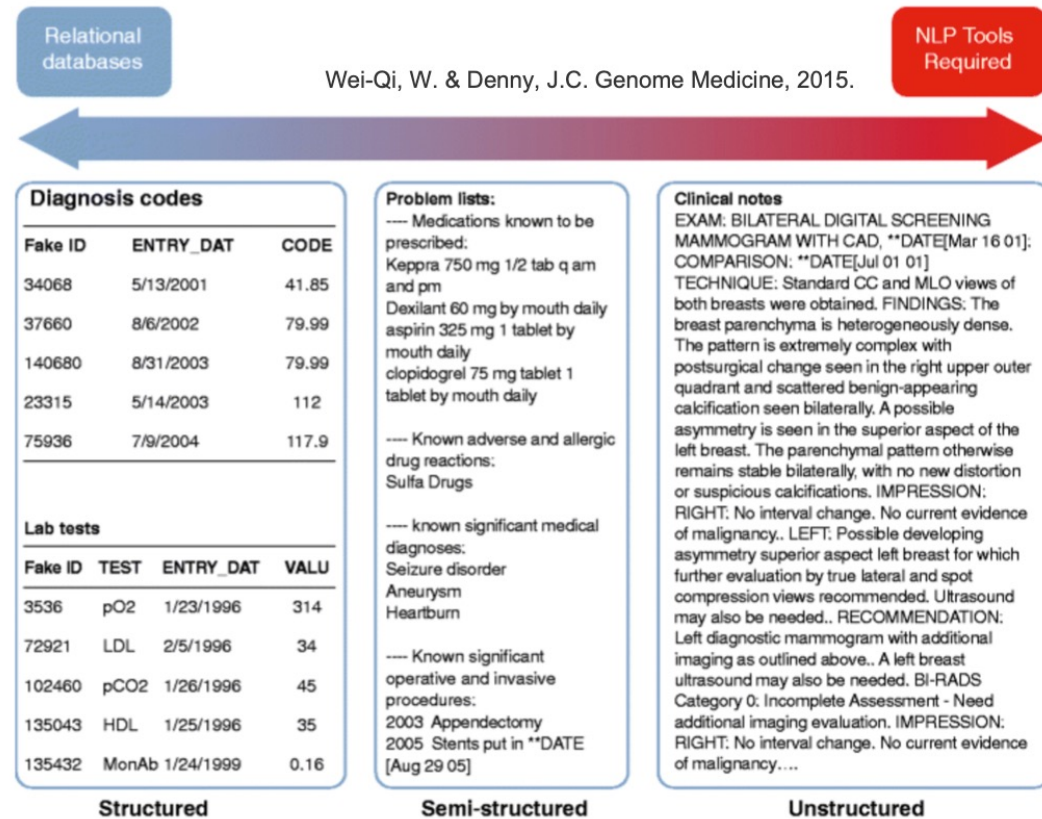 Relational
databases
NLP Tools
Required
Wei-Qi, W. & Denny, J.C. Genome Medicine, 2015.
Diagnosis codes
Fake ID ENTRY_DAT CODE
34068 5/13/2001 41.85
37660 8/6/2002 79.99
140680 8/31/2003 79.99
23315 5/14/2003 112
75936 7/9/2004 117.9
Lab tests
Fake ID TEST ENTRY_DAT VALU
3536 pO2 1/23/1996 314
72921 LDL 2/5/1996 34
102460 pCO2 1/26/1996 45
135043 HDL 1/25/1996 35
135432 MonAb 1/24/1999 0.16
Structured
Problem lists:
---- Medications known to be
prescribed:
Keppra 750 mg 1/2 tab q am
and pm
Dexilant 60 mg by mouth daily
aspirin 325 mg 1 tablet by
mouth daily
clopidogrel 75 mg tablet 1
tablet by mouth daily
---- Known adverse and allergic
drug reactions:
Sulfa Drugs
---- known significant medical
diagnoses:
Seizure disorder
Aneurysm
Heartburn
---- Known significant
operative and invasive
procedures:
2003 Appendectomy
2005 Stents put in **DATE
[Aug 29 05]
Semi-structured
Clinical notes
EXAM: BILATERAL DIGITAL SCREENING
MAMMOGRAM WITH CAD, **DATE[Mar 16 01]:
COMPARISON: **DATE[Jul 01 01]
TECHNIQUE: Standard CC and MLO views of
both breasts were obtained. FINDINGS: The
breast parenchyma is heterogeneously dense.
The pattern is extremely complex with
postsurgical change seen in the right upper outer
quadrant and scattered benign-appearing
calcification seen bilaterally. A possible
asymmetry is seen in the superior aspect of the
left breast. The parenchymal pattern otherwise
remains stable bilaterally, with no new distortion
or suspicious calcifications. IMPRESSION:
RIGHT: No interval change. No current evidence
of malignancy.. LEFT: Possible developing
asymmetry superior aspect left breast for which
further evaluation by true lateral and spot
compression views recommended. Ultrasound
may also be needed.. RECOMMENDATION:
Left diagnostic mammogram with additional
imaging as outlined above.. A left breast
ultrasound may also be needed. BI-RADS
Category 0: Incomplete Assessment - Need
additional imaging evaluation. IMPRESSION:
RIGHT: No interval change. No current evidence
of malignancy....
Unstructured